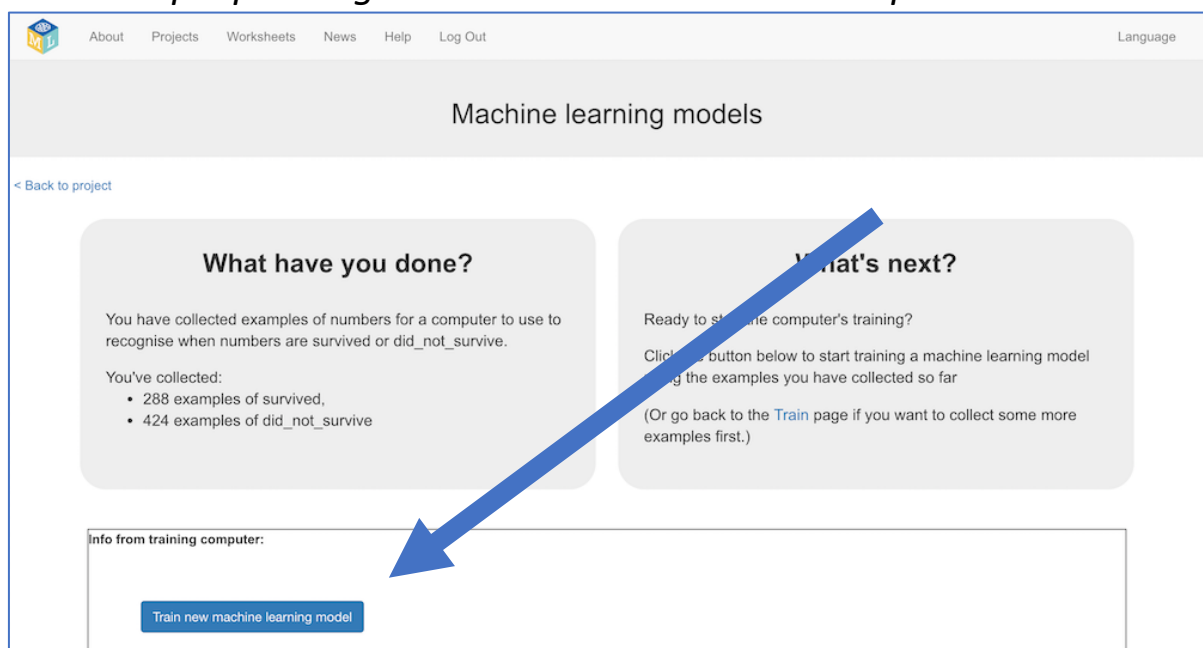 About Projects Worksheets News Help Log Out Language
Machine learning models
< Back to project
What have you done?
You have collected examples of numbers for a computer to use to
recognise when numbers are survived or did_not_survive.
You've collected:
• 288 examples of survived,
• 424 examples of did_not_survive
What's next?
Ready to the computer's training?
button below to start training a machine learning model
the examples you have collected so far
(Or go back to the Train page if you want to collect some more
examples first.)
Info from training computer:
Train new machine learning model